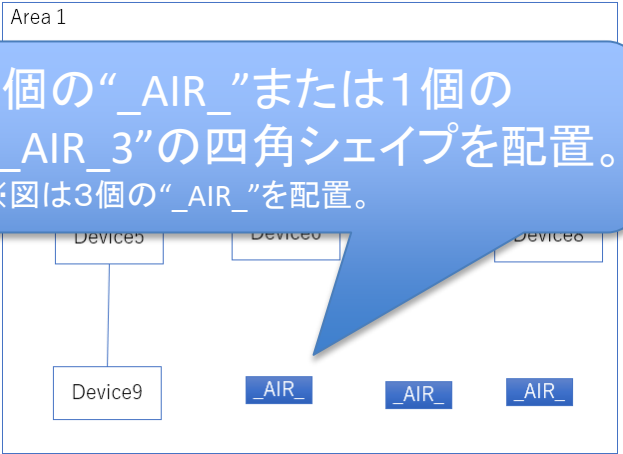 Area 1
個の“_AIR_”または１個の
_AIR_3”の四角シェイプを配置。
※図は３個の“_AIR_”を配置。
Device5
Device6
Device8
Device9
_AIR_
_AIR_
_AIR_